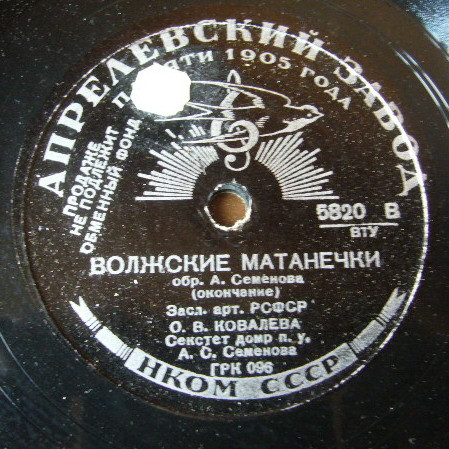 АПРЕЛЕВСКИЙ ЗАВОД
ПАМЯТИ 1905 ГОДА
ПРОДАЖЕ
НЕ ПОДЛЕЖИТ
ОБМЕННЫЙ ФОНД
5820 В
ВТУ
ВОЛЖСКИЕ МАТАНЕЧКИ
обр. А. Семёнова
(окончание)
Засл. арт. РСФСР
О. В. КОВАЛЕВА
Секстет домр п. у.
А. С. Семенова
ГРК 096
НКОМ СССР